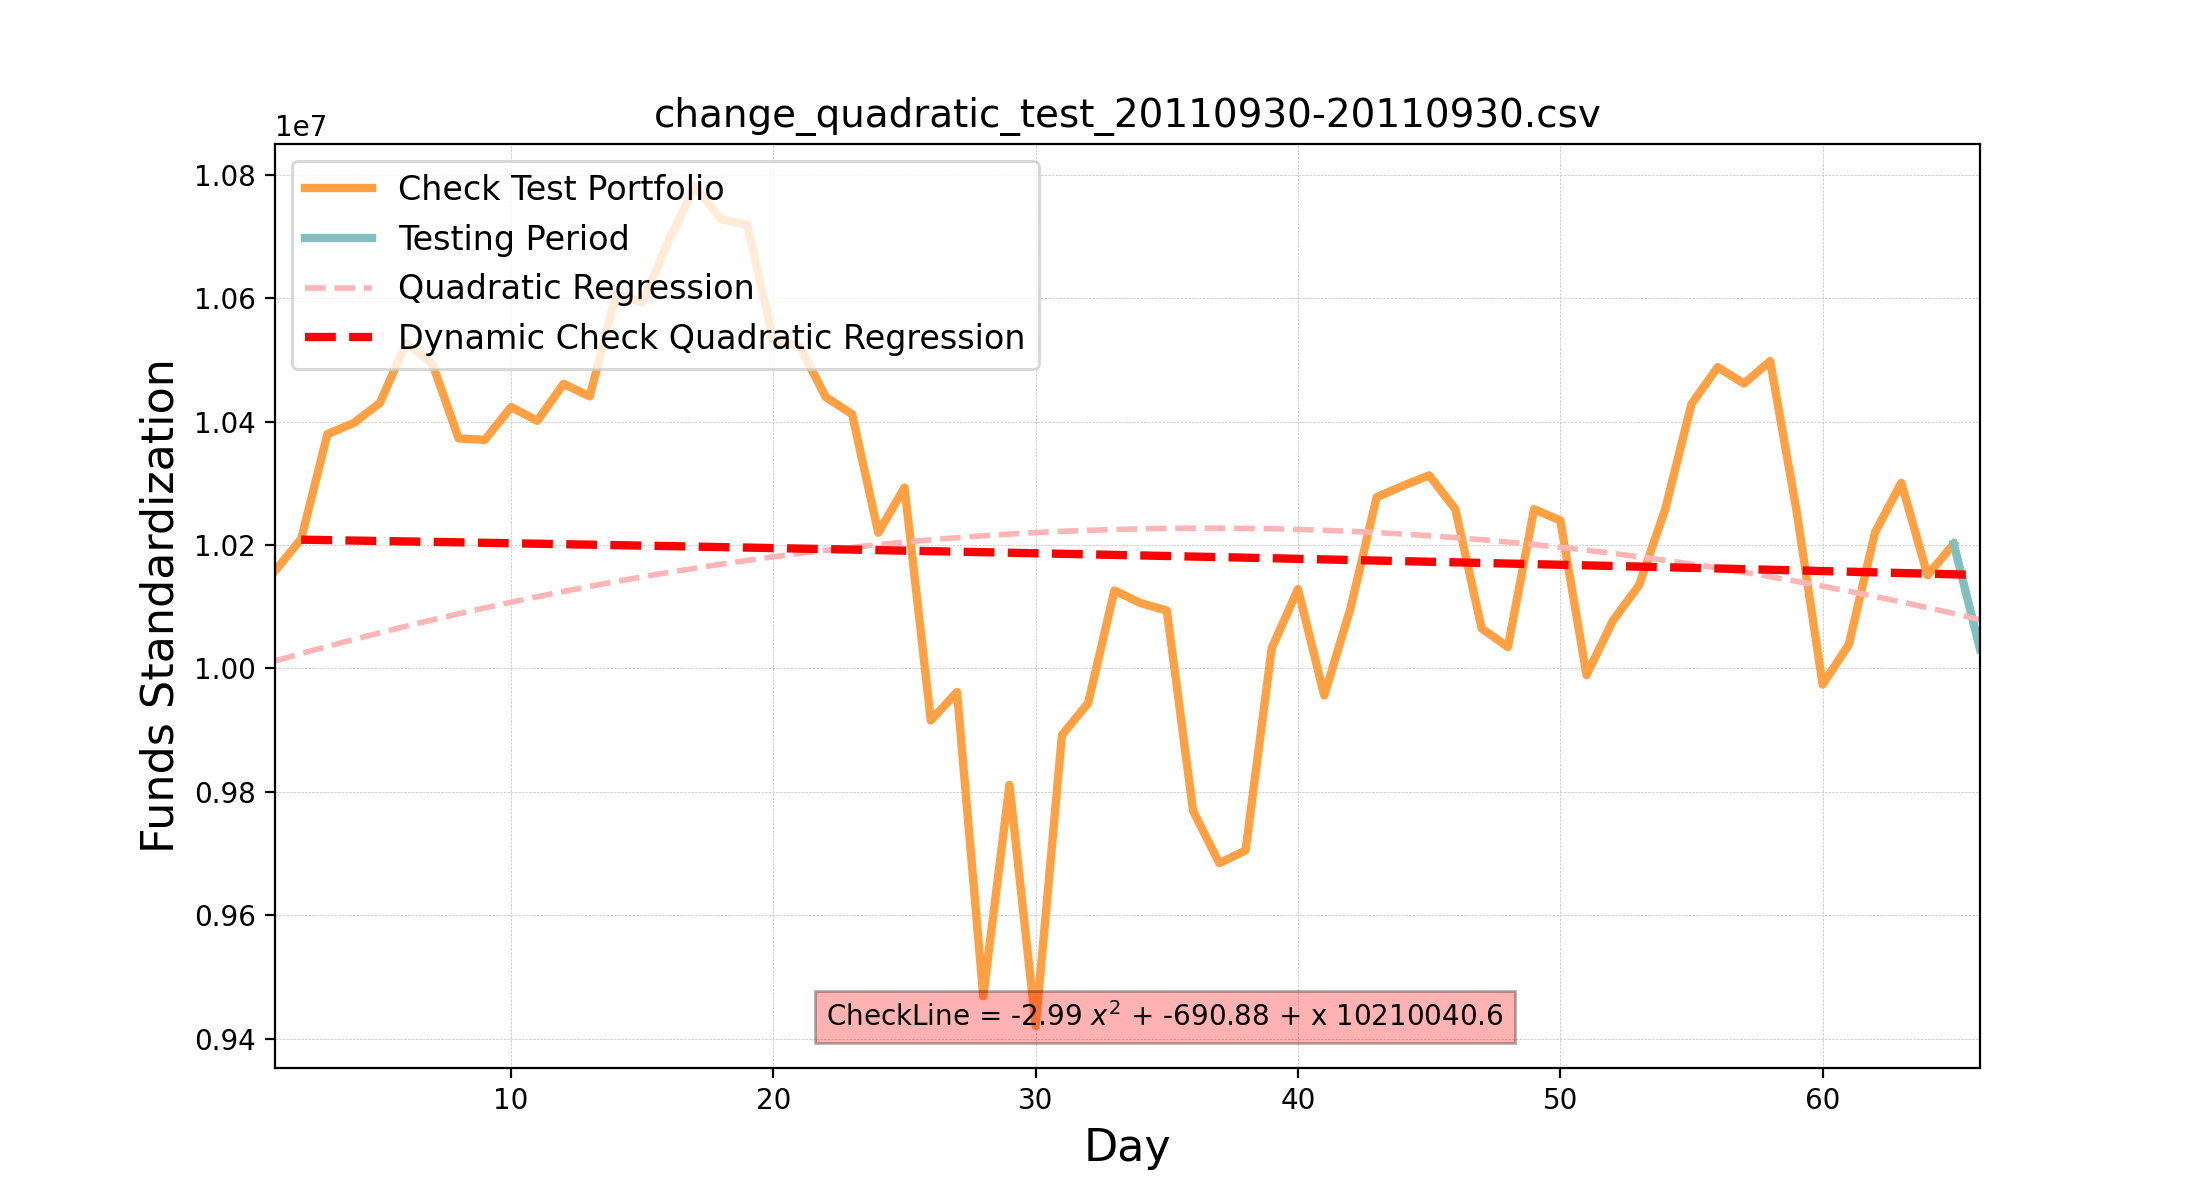 change_quadratic_test_20110930-20110930.csv
1e7
Check Test Portfolio
Testing Period
Quadratic Regression
Dynamic Check Quadratic Regression
1.08
1.06
1.04
1.02
1.00
0.98
0.96
0.94
Funds Standardization
CheckLine = -2.99 x² + -690.88 + x 10210040.6
10 20 30 40 50 60
Day